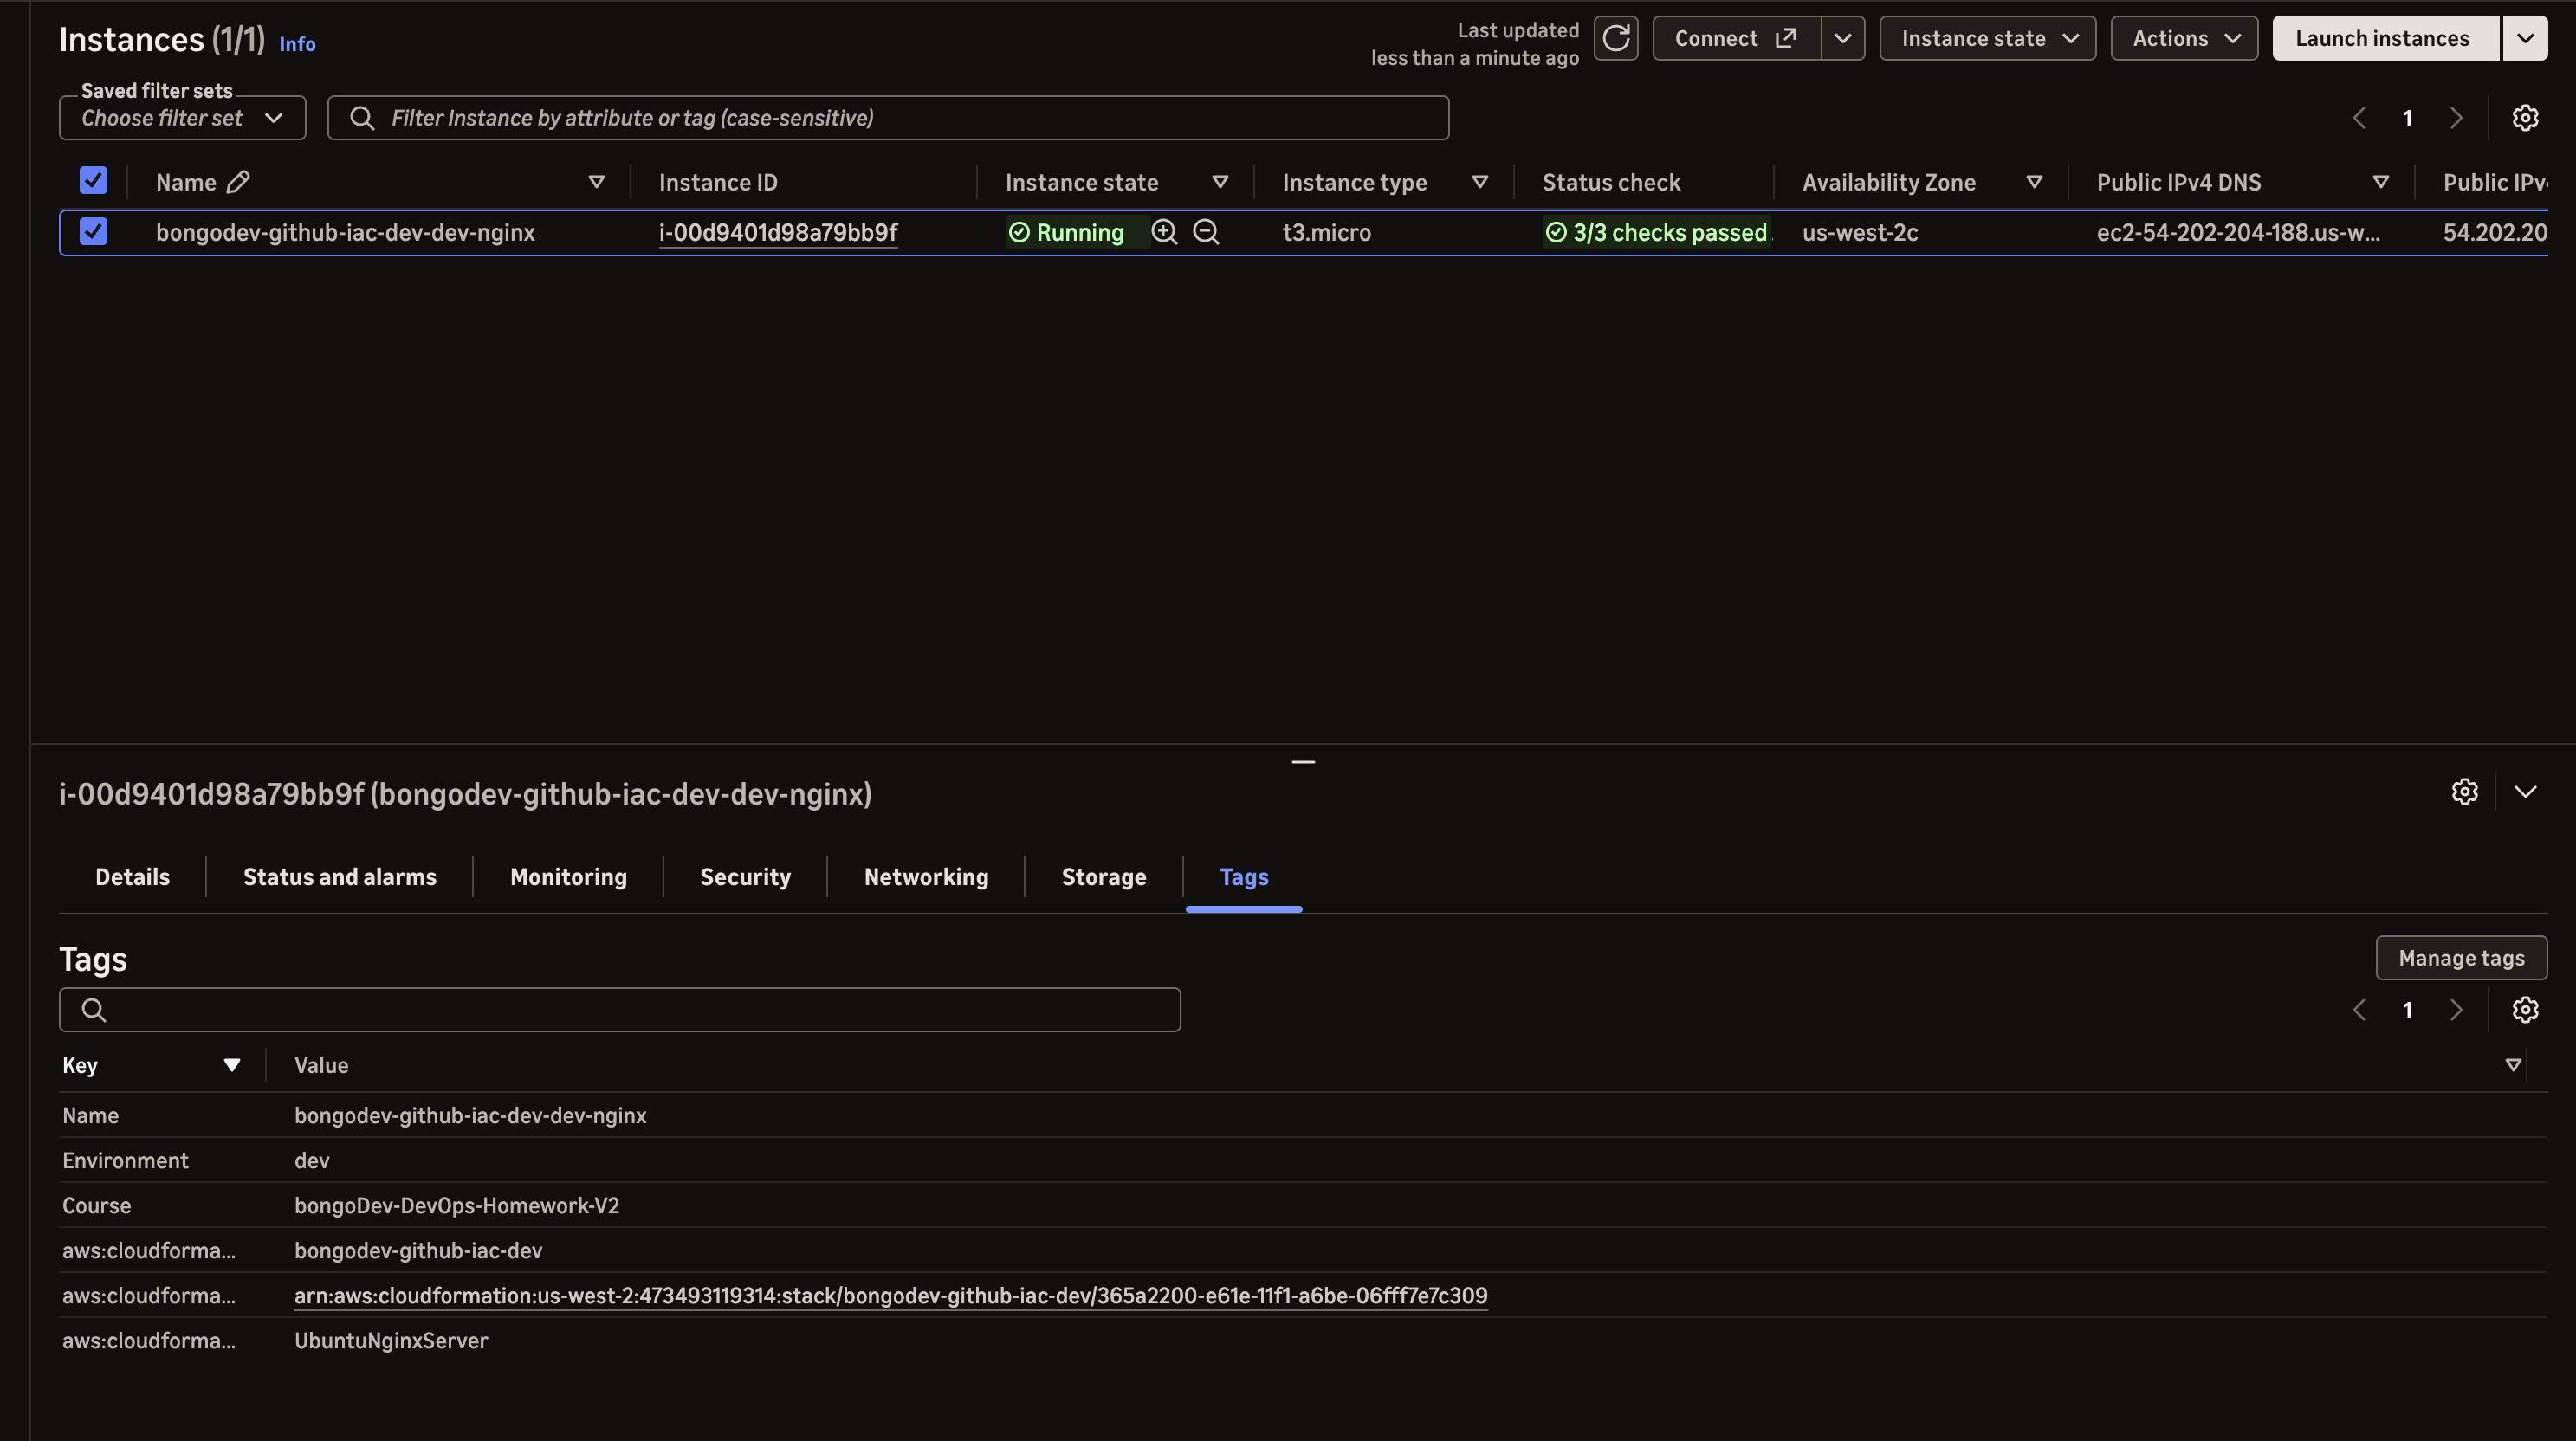 Instances (1/1) Info
Last updated
less than a minute ago
Connect
Instance state
Actions
Launch instances
Saved filter sets
Choose filter set
Filter Instance by attribute or tag (case-sensitive)
1
Name Instance ID Instance state Instance type Status check Availability Zone Public IPv4 DNS Public IPv
bongodev-github-iac-dev-dev-nginx i-00d9401d98a79bb9f Running t3.micro 3/3 checks passed us-west-2c ec2-54-202-204-188.us-w... 54.202.20
i-00d9401d98a79bb9f (bongodev-github-iac-dev-dev-nginx)
Details Status and alarms Monitoring Security Networking Storage Tags
Tags
Manage tags
1
Key Value
Name bongodev-github-iac-dev-dev-nginx
Environment dev
Course bongoDev-DevOps-Homework-V2
aws:cloudforma... bongodev-github-iac-dev
aws:cloudforma... arn:aws:cloudformation:us-west-2:473493119314:stack/bongodev-github-iac-dev/365a2200-e61e-11f1-a6be-06fff7e7c309
aws:cloudforma... UbuntuNginxServer